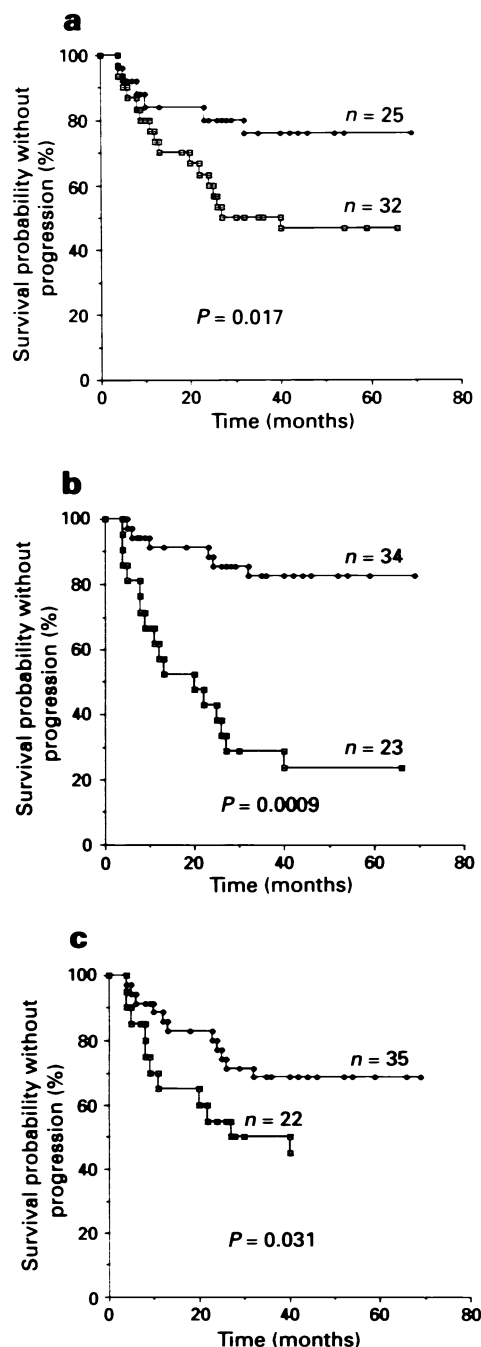 a
Survival probability without
progression (%)
100
80
60
40
20
0
n = 25
n = 32
P = 0.017
0 20 40 60 80
Time (months)
b
Survival probability without
progression (%)
100
80
60
40
20
0
n = 34
n = 23
P = 0.0009
0 20 40 60 80
Time (months)
c
Survival probability without
progression (%)
100
80
60
40
20
0
n = 35
n = 22
P = 0.031
0 20 40 60 80
Time (months)